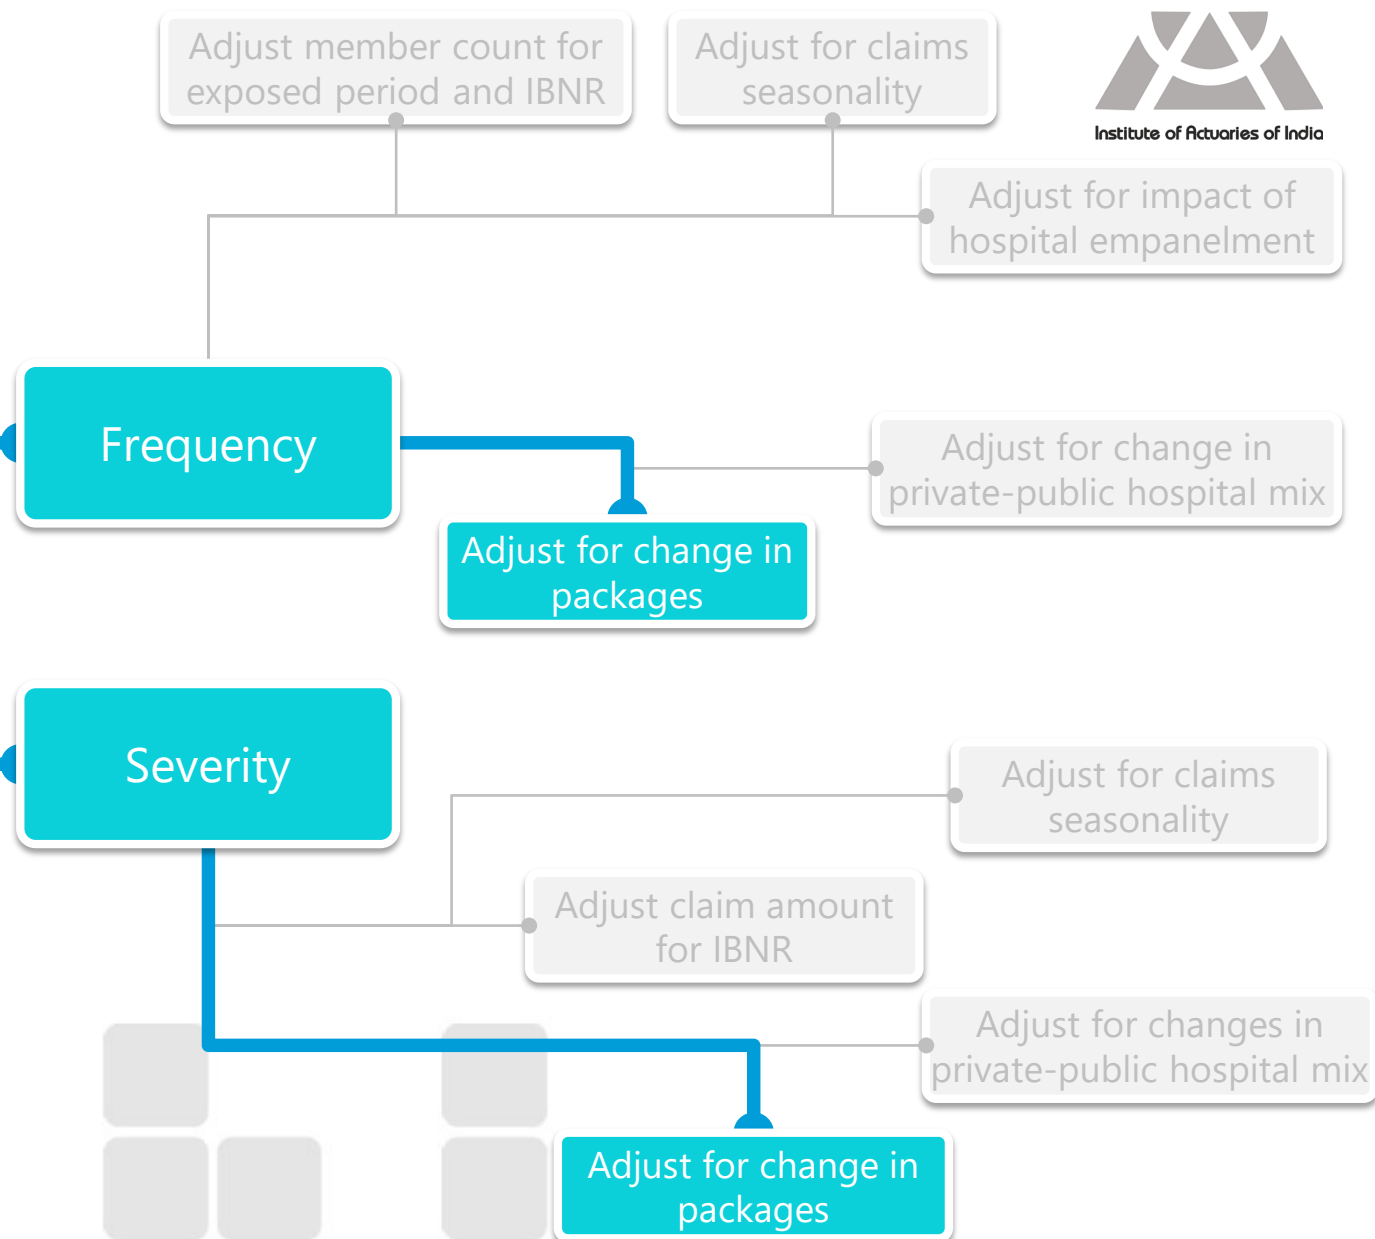 Adjust member count for
exposed period and IBNR
Adjust for claims
seasonality
Institute of Actuaries of India
Adjust for impact of
hospital empanelment
Frequency
Adjust for change in
private-public hospital mix
Adjust for change in
packages
Severity
Adjust for claims
seasonality
Adjust claim amount
for IBNR
Adjust for changes in
private-public hospital mix
Adjust for change in
packages